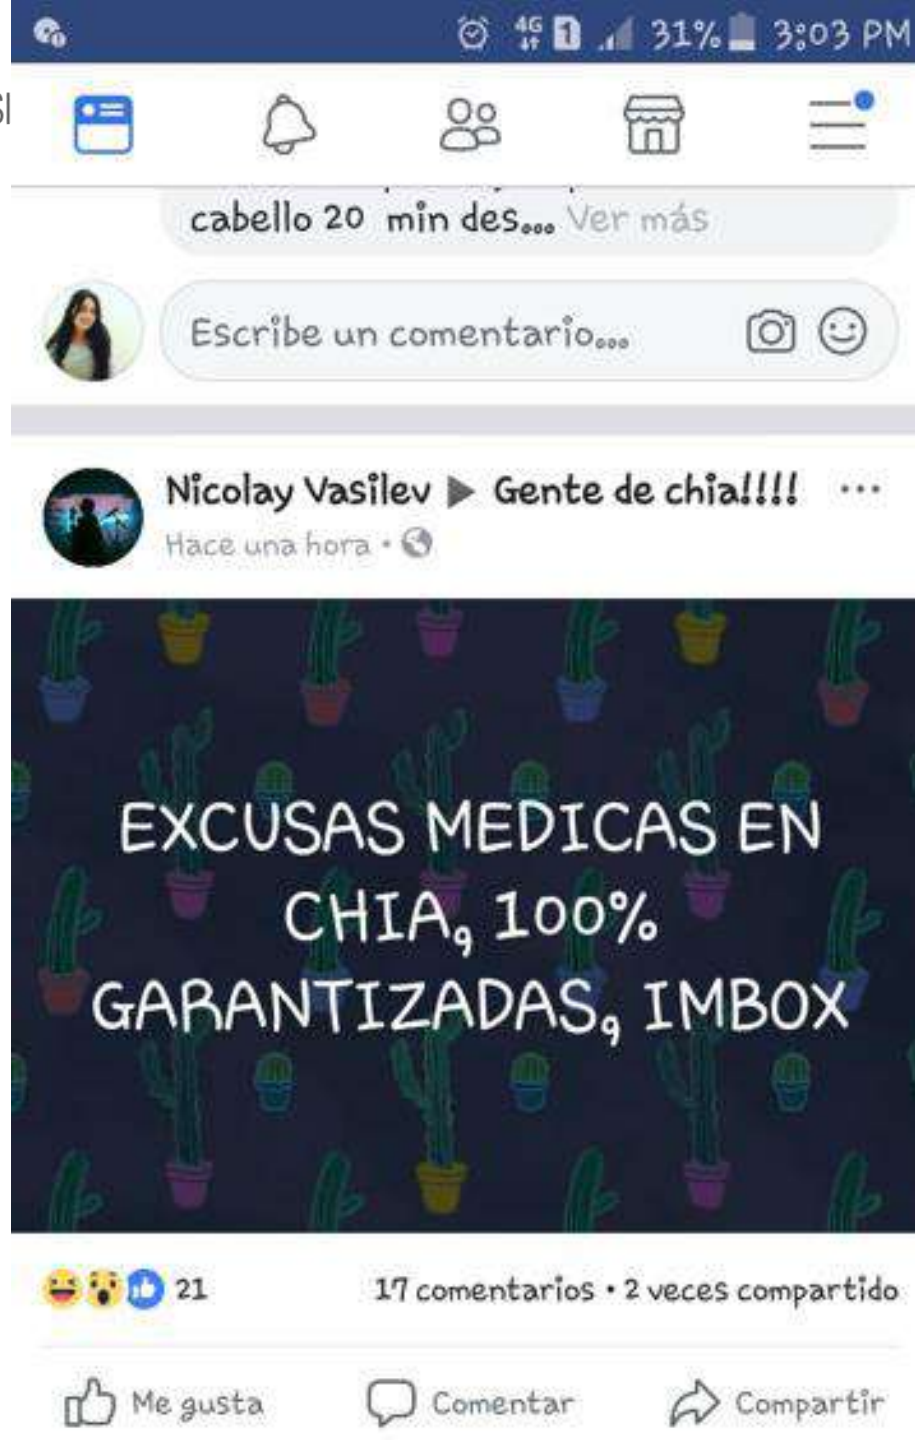 4G 1 31% 3:03 PM
cabello 20 min des... Ver más
Escribe un comentario...
Nicolay Vasilev ▶ Gente de chia!!!!
Hace una hora •
EXCUSAS MEDICAS EN
CHIA, 100%
GARANTIZADAS, IMBOX
21 17 comentarios • 2 veces compartido
Me gusta Comentar Compartir